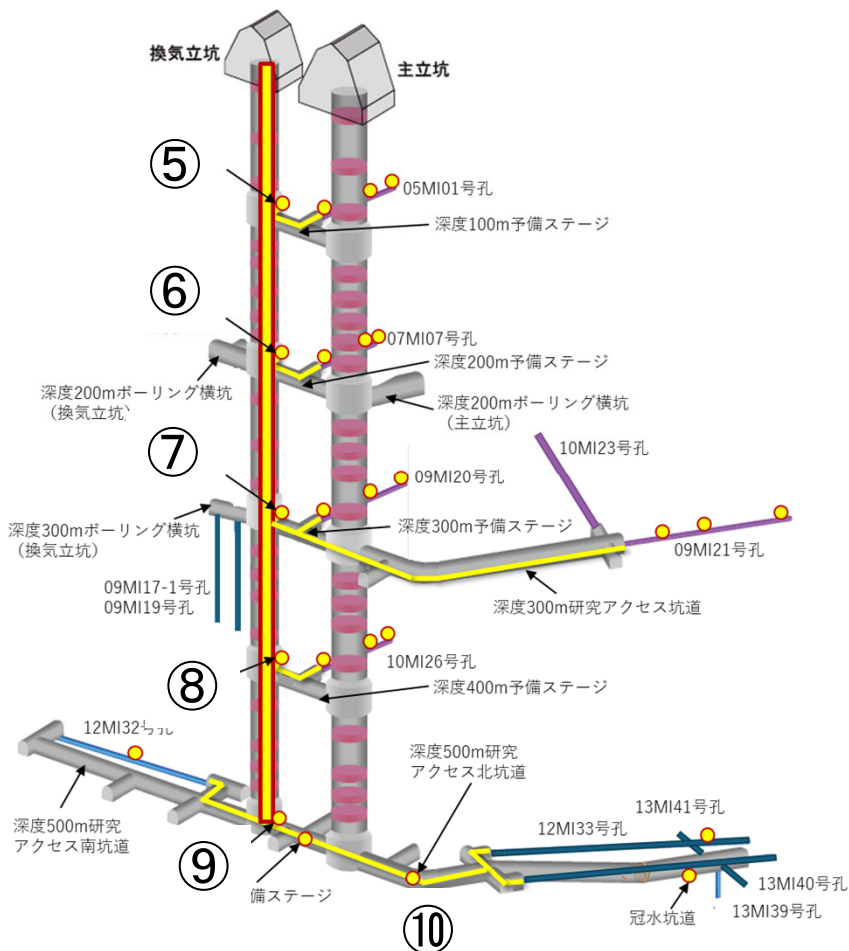 換気立坑
主立坑
⑤
05MI01号孔
深度100m予備ステージ
⑥
07MI07号孔
深度200m予備ステージ
深度200mボーリング横坑
（換気立坑）
深度200mボーリング横坑
（主立坑）
⑦
10MI23号孔
09MI20号孔
深度300mボーリング横坑
（換気立坑）
深度300m予備ステージ
09MI21号孔
09MI17-1号孔
09MI19号孔
深度300m研究アクセス坑道
⑧
10MI26号孔
深度400m予備ステージ
12MI32号孔
深度500m研究
アクセス北坑道
深度500m研究
アクセス南坑道
13MI41号孔
12MI33号孔
⑨
備ステージ
13MI40号孔
13MI39号孔
冠水坑道
⑩